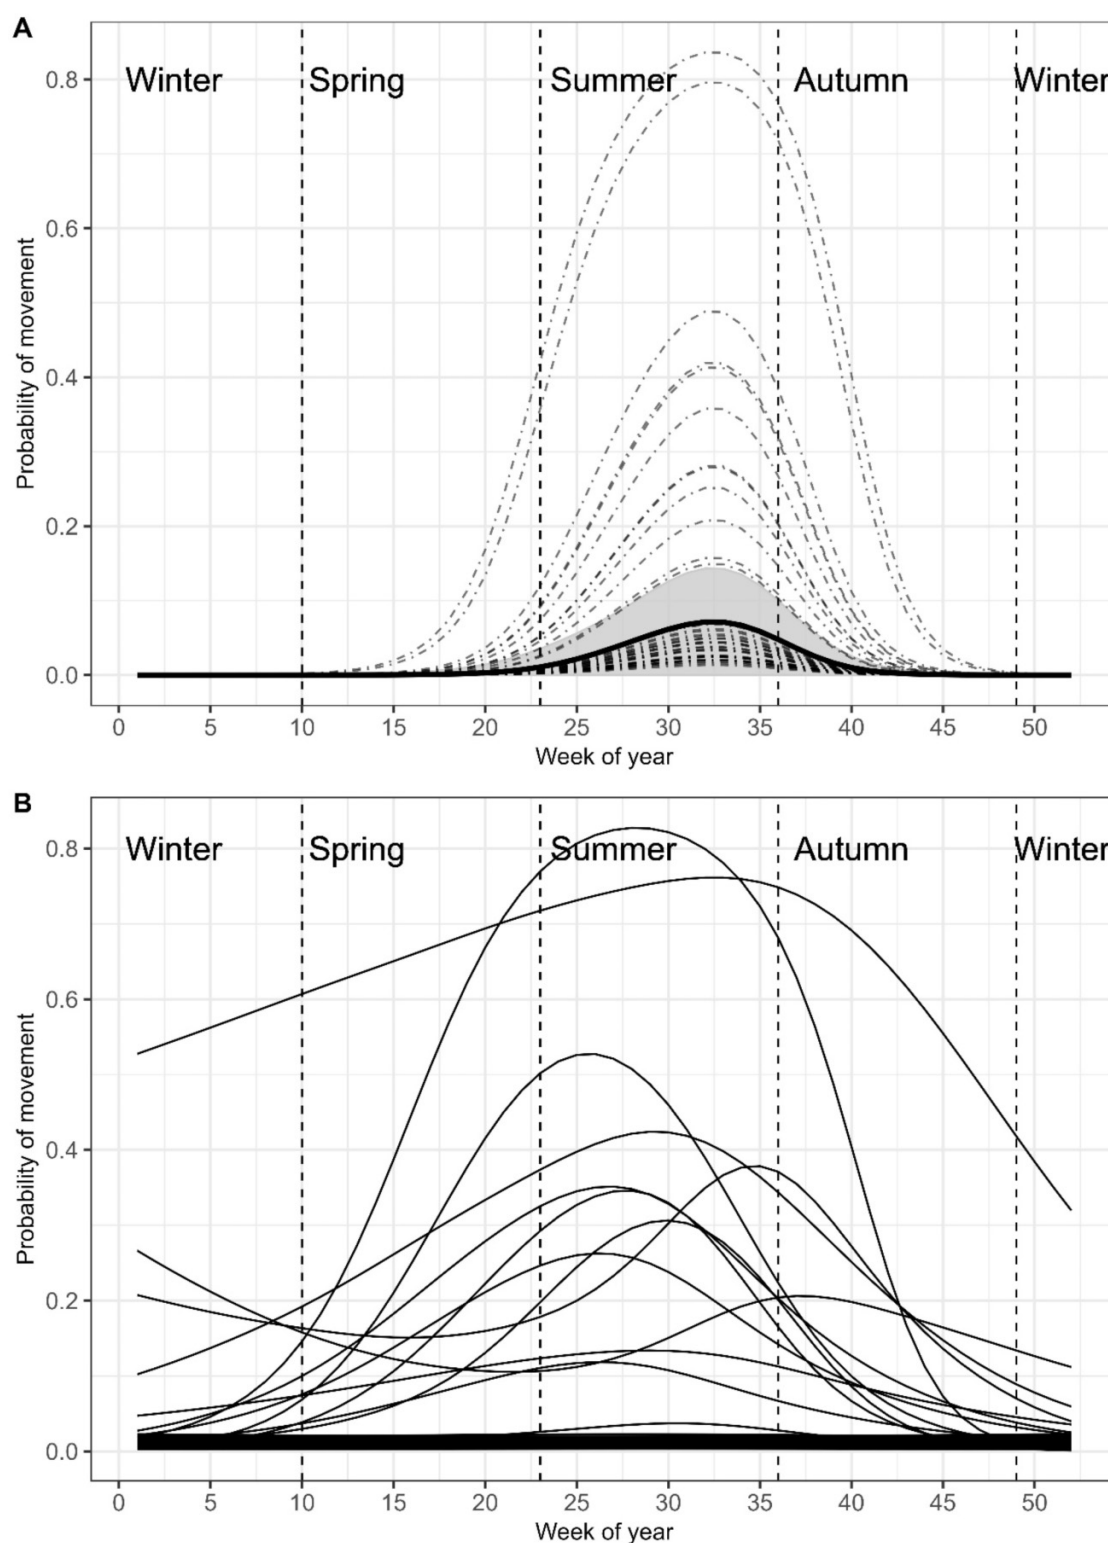 A
Winter Spring Summer Autumn Winter
Probability of movement
0.8
0.6
0.4
0.2
0.0
0 5 10 15 20 25 30 35 40 45 50
Week of year
B
Winter Spring Summer Autumn Winter
Probability of movement
0.8
0.6
0.4
0.2
0.0
0 5 10 15 20 25 30 35 40 45 50
Week of year